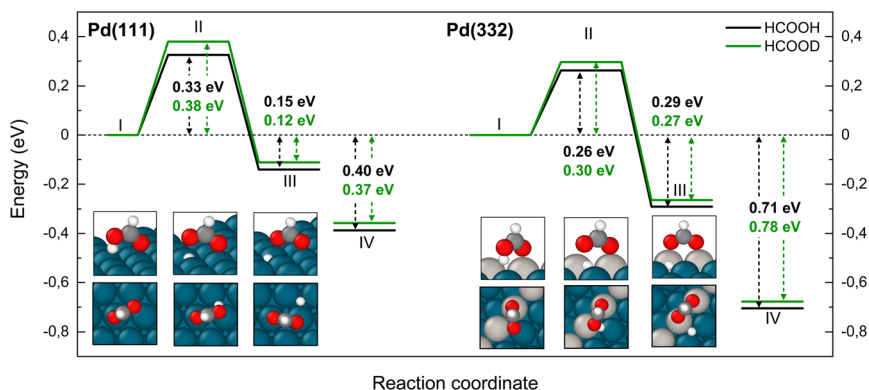 Pd(111)
II
0.33 eV
0.38 eV
0.15 eV
0.12 eV
I
III
0.40 eV
0.37 eV
IV
Pd(332)
II
HCOOH
HCOOD
0.29 eV
0.27 eV
I
0.26 eV
0.30 eV
III
0.71 eV
0.78 eV
IV
0,4
0,2
0
-0,2
-0,4
-0,6
-0,8
0,4
0,2
0
-0,2
-0,4
-0,6
-0,8
Energy (eV)
Reaction coordinate